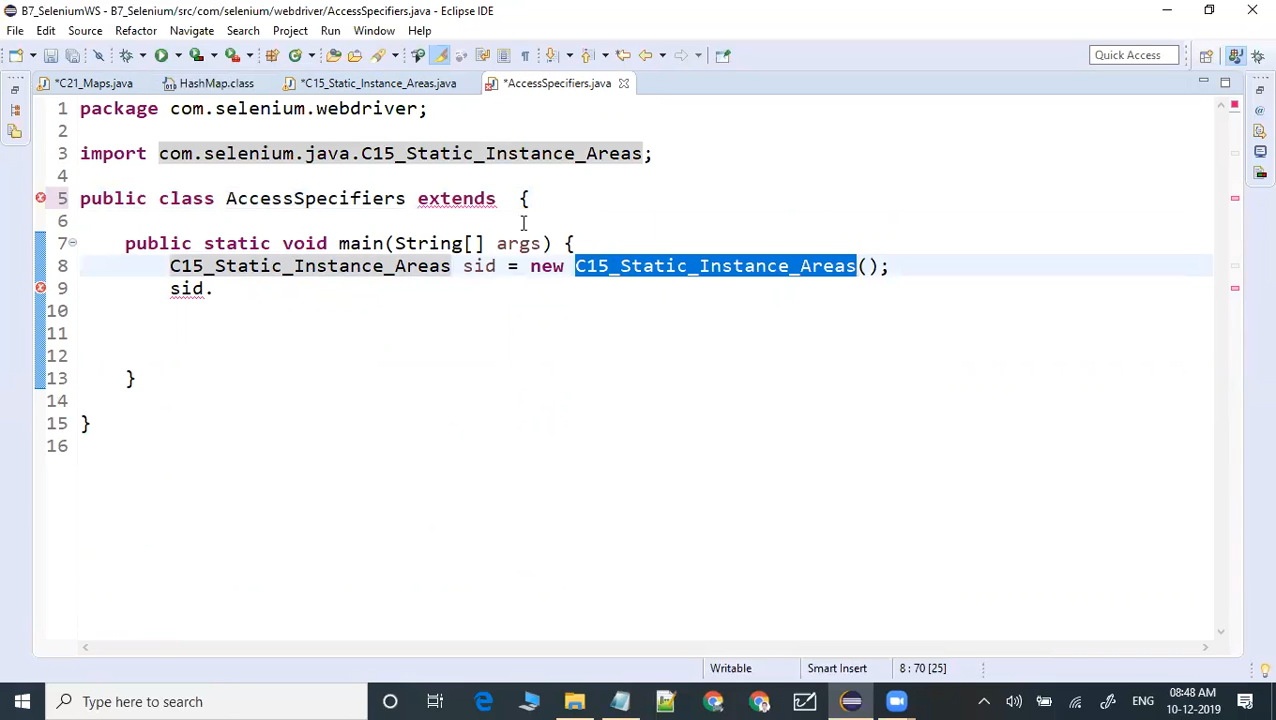 B7_SeleniumWS - B7_Selenium/src/com/selenium/webdriver/AccessSpecifiers.java - Eclipse IDE
File Edit Source Refactor Navigate Search Project Run Window Help
Quick Access
*C21_Maps.java HashMap.class *C15_Static_Instance_Areas.java *AccessSpecifiers.java
1 package com.selenium.webdriver;
2
3 import com.selenium.java.C15_Static_Instance_Areas;
4
5 public class AccessSpecifiers extends {
6
7 public static void main(String[] args) {
8 C15_Static_Instance_Areas sid = new C15_Static_Instance_Areas();
9 sid.
10
11
12
13 }
14
15 }
16
Writable Smart Insert 8 : 70 [25]
Type here to search
ENG
08:48 AM
10-12-2019